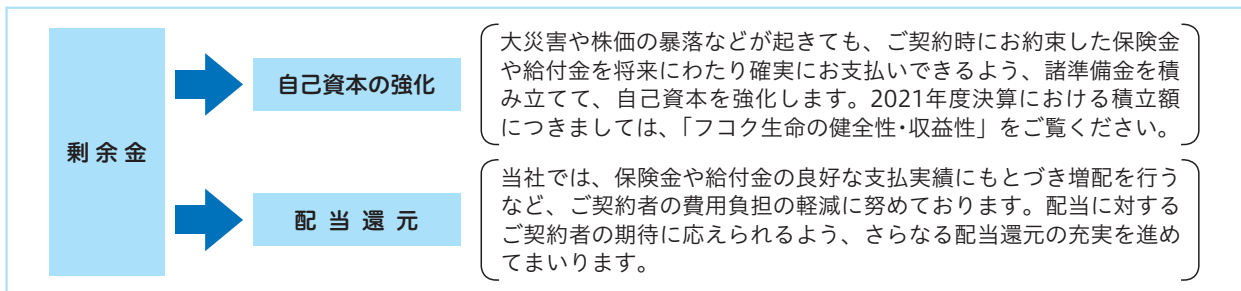 剰余金
自己資本の強化
大災害や株価の暴落などが起きても、ご契約時にお約束した保険金
や給付金を将来にわたり確実にお支払いできるよう、諸準備金を積
み立てて、自己資本を強化します。2021年度決算における積立額
につきましては、「フコク生命の健全性・収益性」をご覧ください。
配当還元
当社では、保険金や給付金の良好な支払実績にもとづき増配を行う
など、ご契約者の費用負担の軽減に努めております。配当に対する
ご契約者の期待に応えられるよう、さらなる配当還元の充実を進め
てまいります。